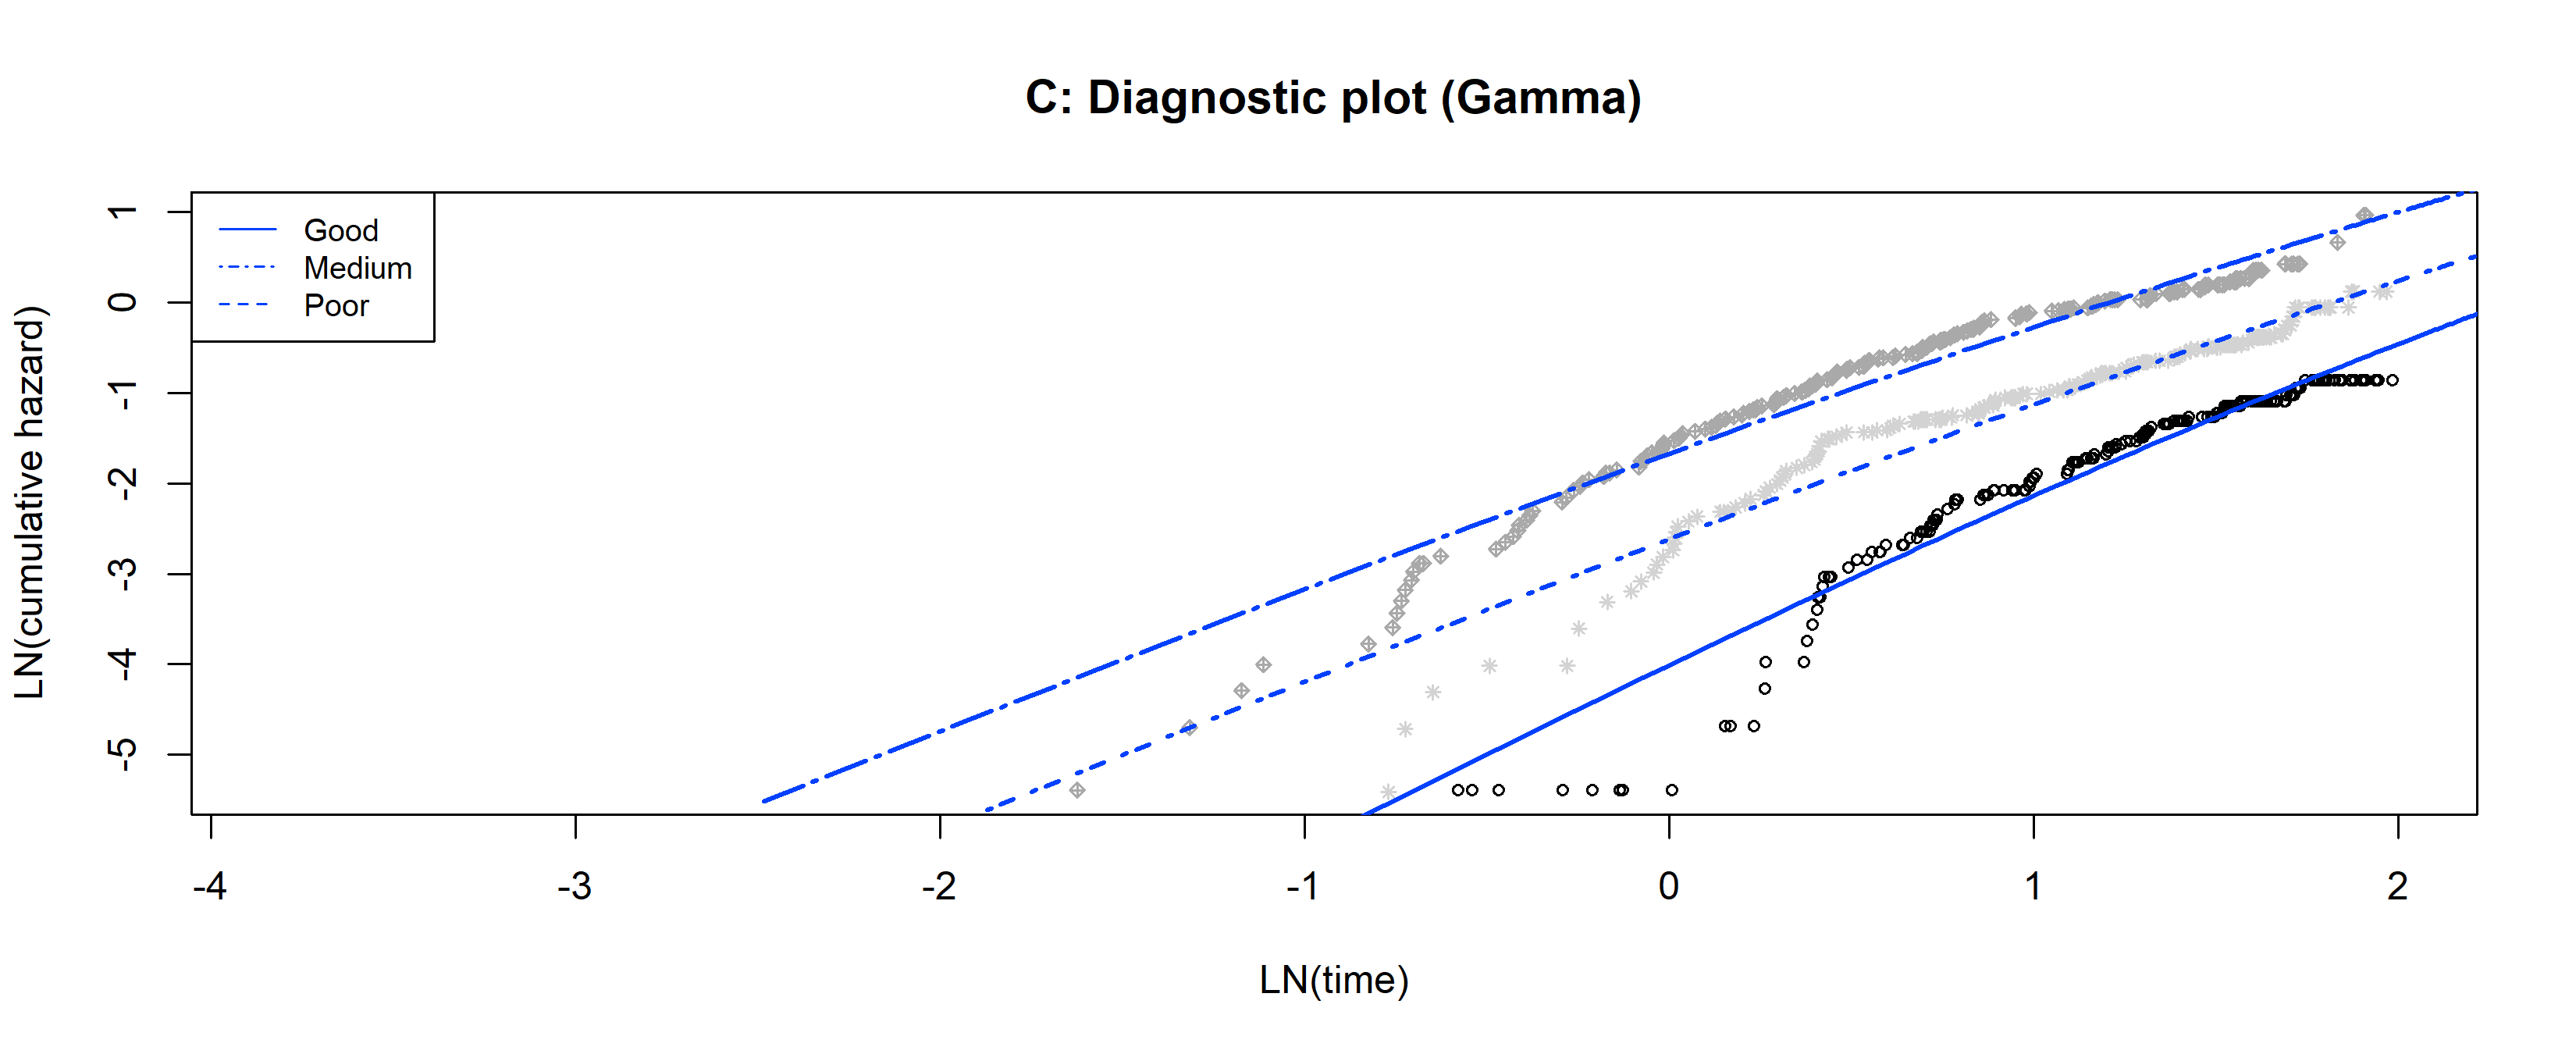 C: Diagnostic plot (Gamma)
Good
Medium
Poor
LN(cumulative hazard)
1
0
-1
-2
-3
-4
-5
-4 -3 -2 -1 0 1 2
LN(time)